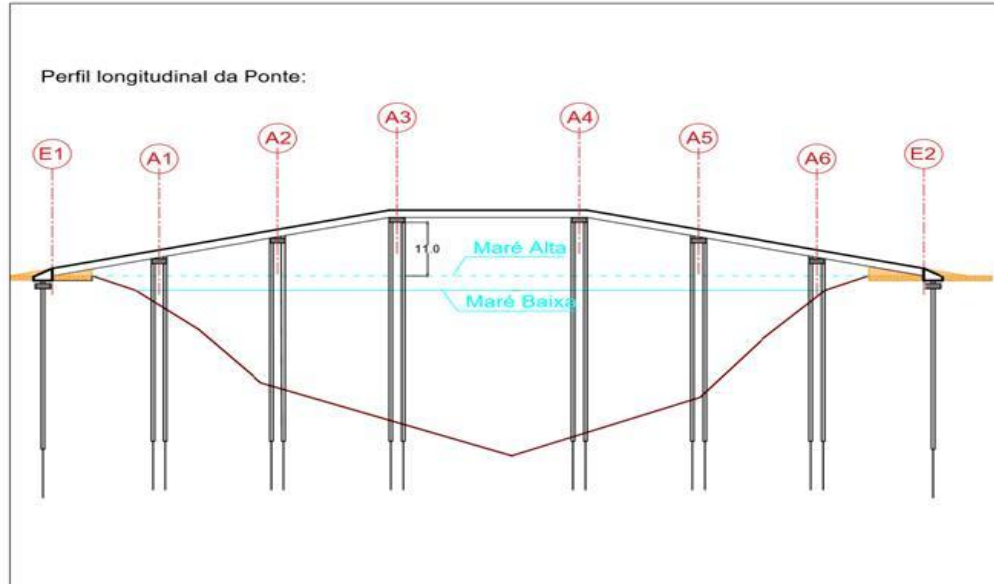 Perfil longitudinal da Ponte:
E1
A1
A2
A3
A4
A5
A6
E2
11.0
Maré Alta
Maré Baixa